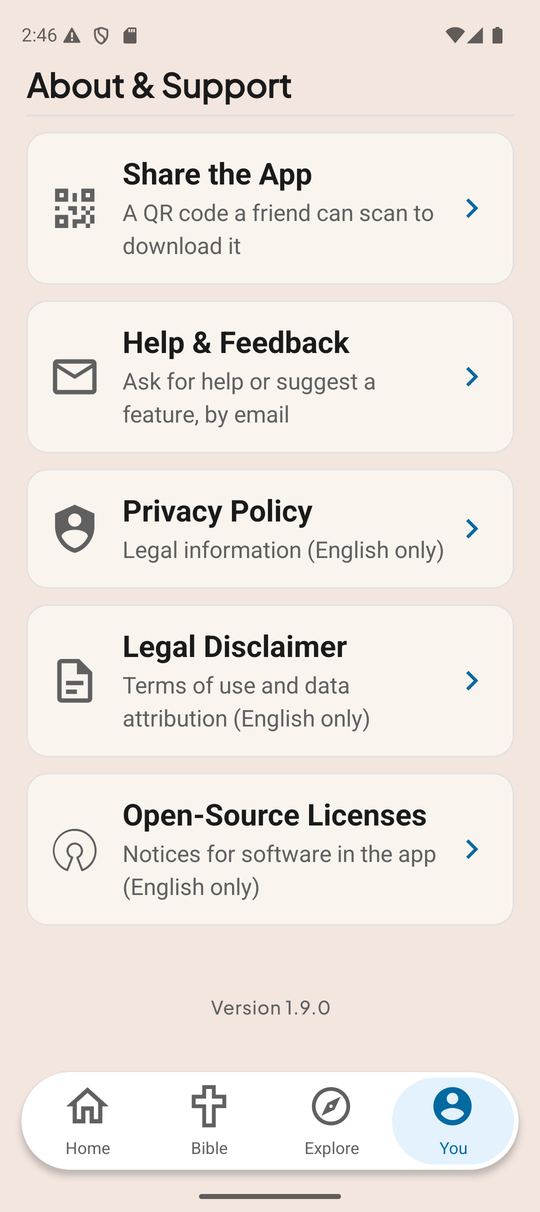 2:46
About & Support
Share the App
A QR code a friend can scan to
download it
Help & Feedback
Ask for help or suggest a
feature, by email
Privacy Policy
Legal information (English only)
Legal Disclaimer
Terms of use and data
attribution (English only)
Open-Source Licenses
Notices for software in the app
(English only)
Version 1.9.0
Home
Bible
Explore
You